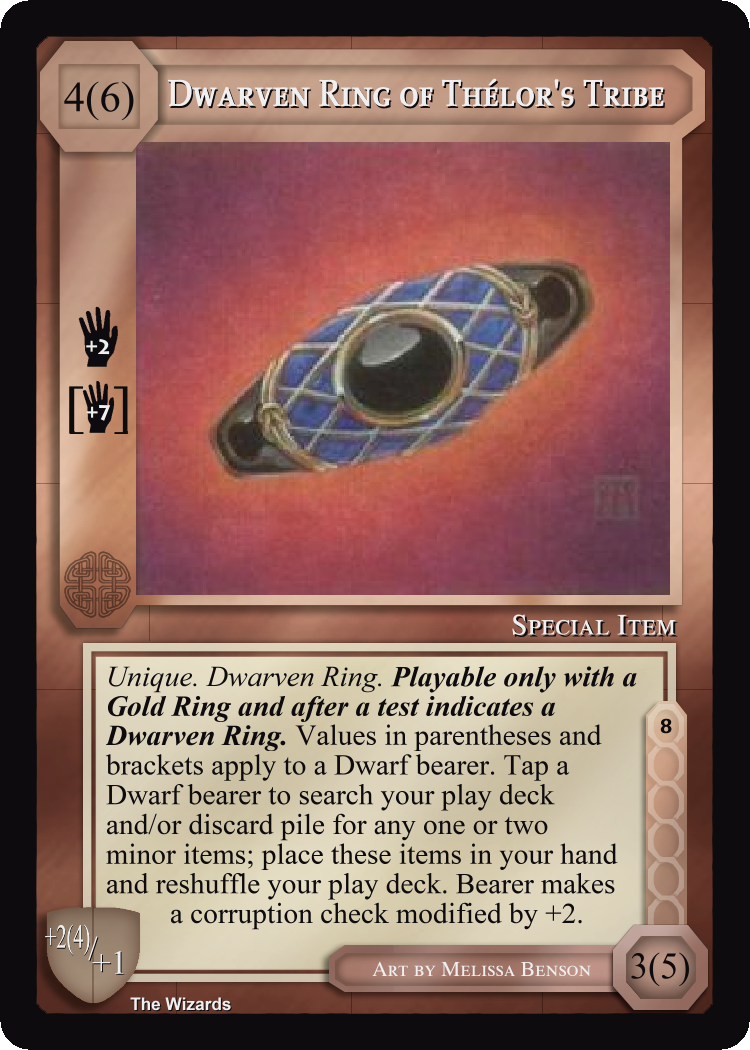 4(6)
Dwarven Ring of Thélor's Tribe
+2
[+7]
Special Item
Unique. Dwarven Ring. Playable only with a
Gold Ring and after a test indicates a
Dwarven Ring. Values in parentheses and
brackets apply to a Dwarf bearer. Tap a
Dwarf bearer to search your play deck
and/or discard pile for any one or two
minor items; place these items in your hand
and reshuffle your play deck. Bearer makes
a corruption check modified by +2.
8
+2(4)/+1
Art by Melissa Benson
3(5)
The Wizards